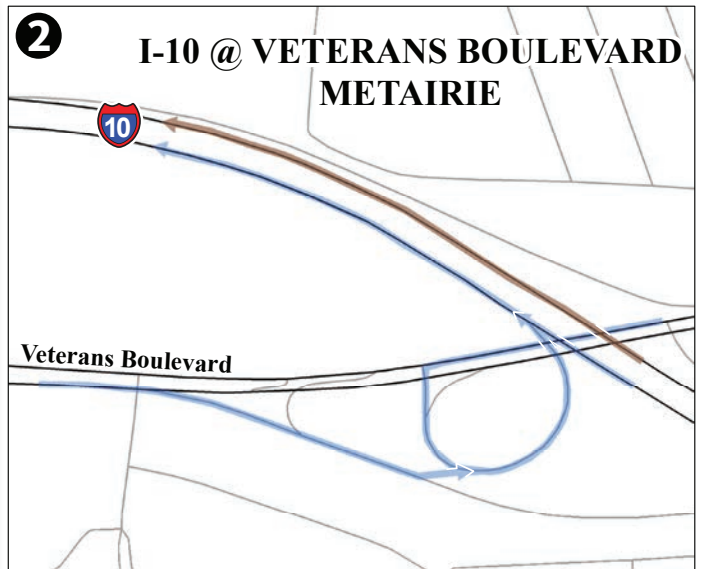 2
I-10 @ VETERANS BOULEVARD
METAIRIE
10
Veterans Boulevard